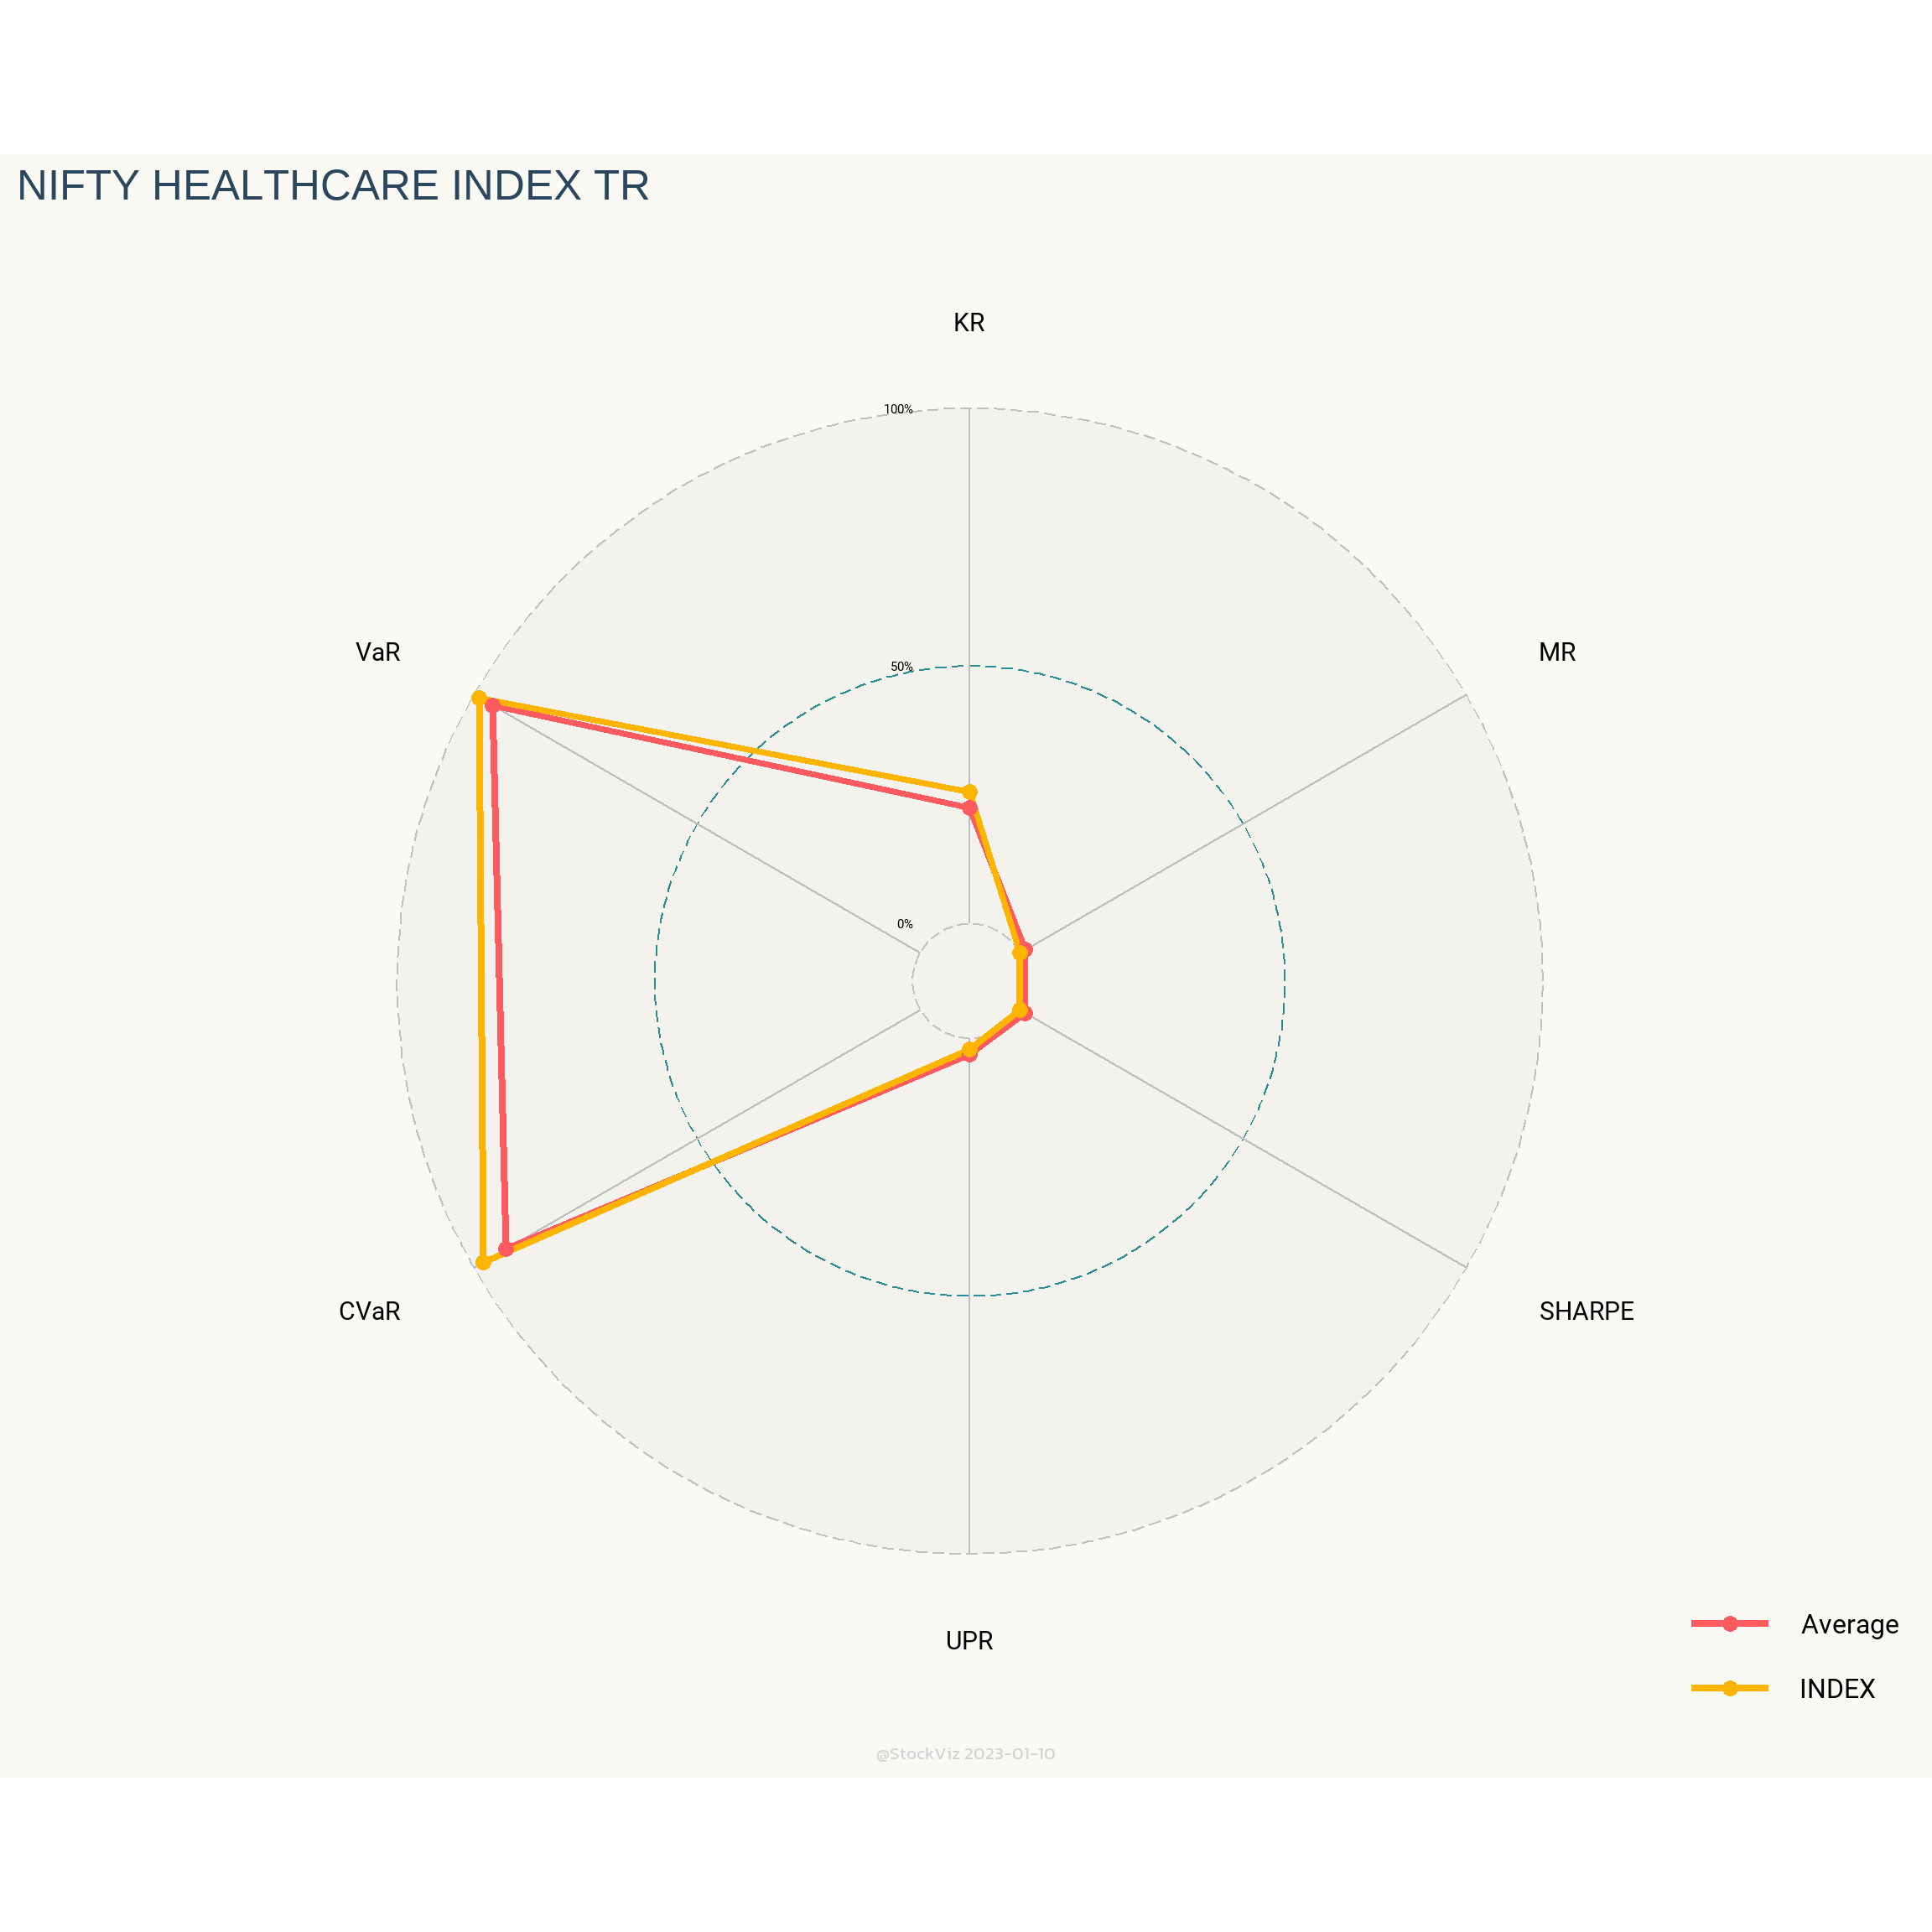 NIFTY HEALTHCARE INDEX TR
KR
100%
VaR
MR
50%
0%
CVaR
SHARPE
UPR
Average
INDEX
@StockViz 2023-01-10